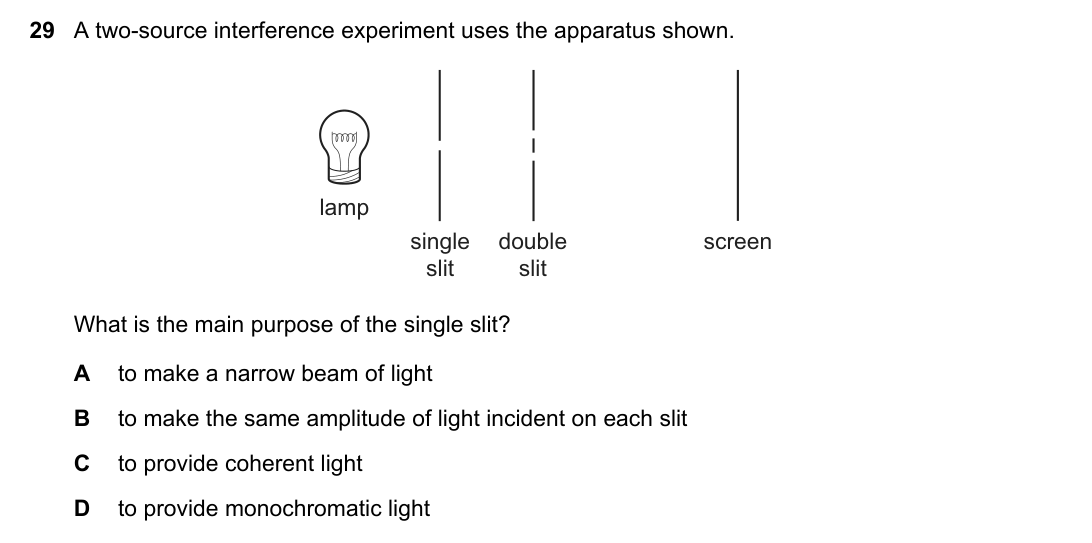 29 A two-source interference experiment uses the apparatus shown.
lamp
single
slit
double
slit
screen
What is the main purpose of the single slit?
A to make a narrow beam of light
B to make the same amplitude of light incident on each slit
C to provide coherent light
D to provide monochromatic light